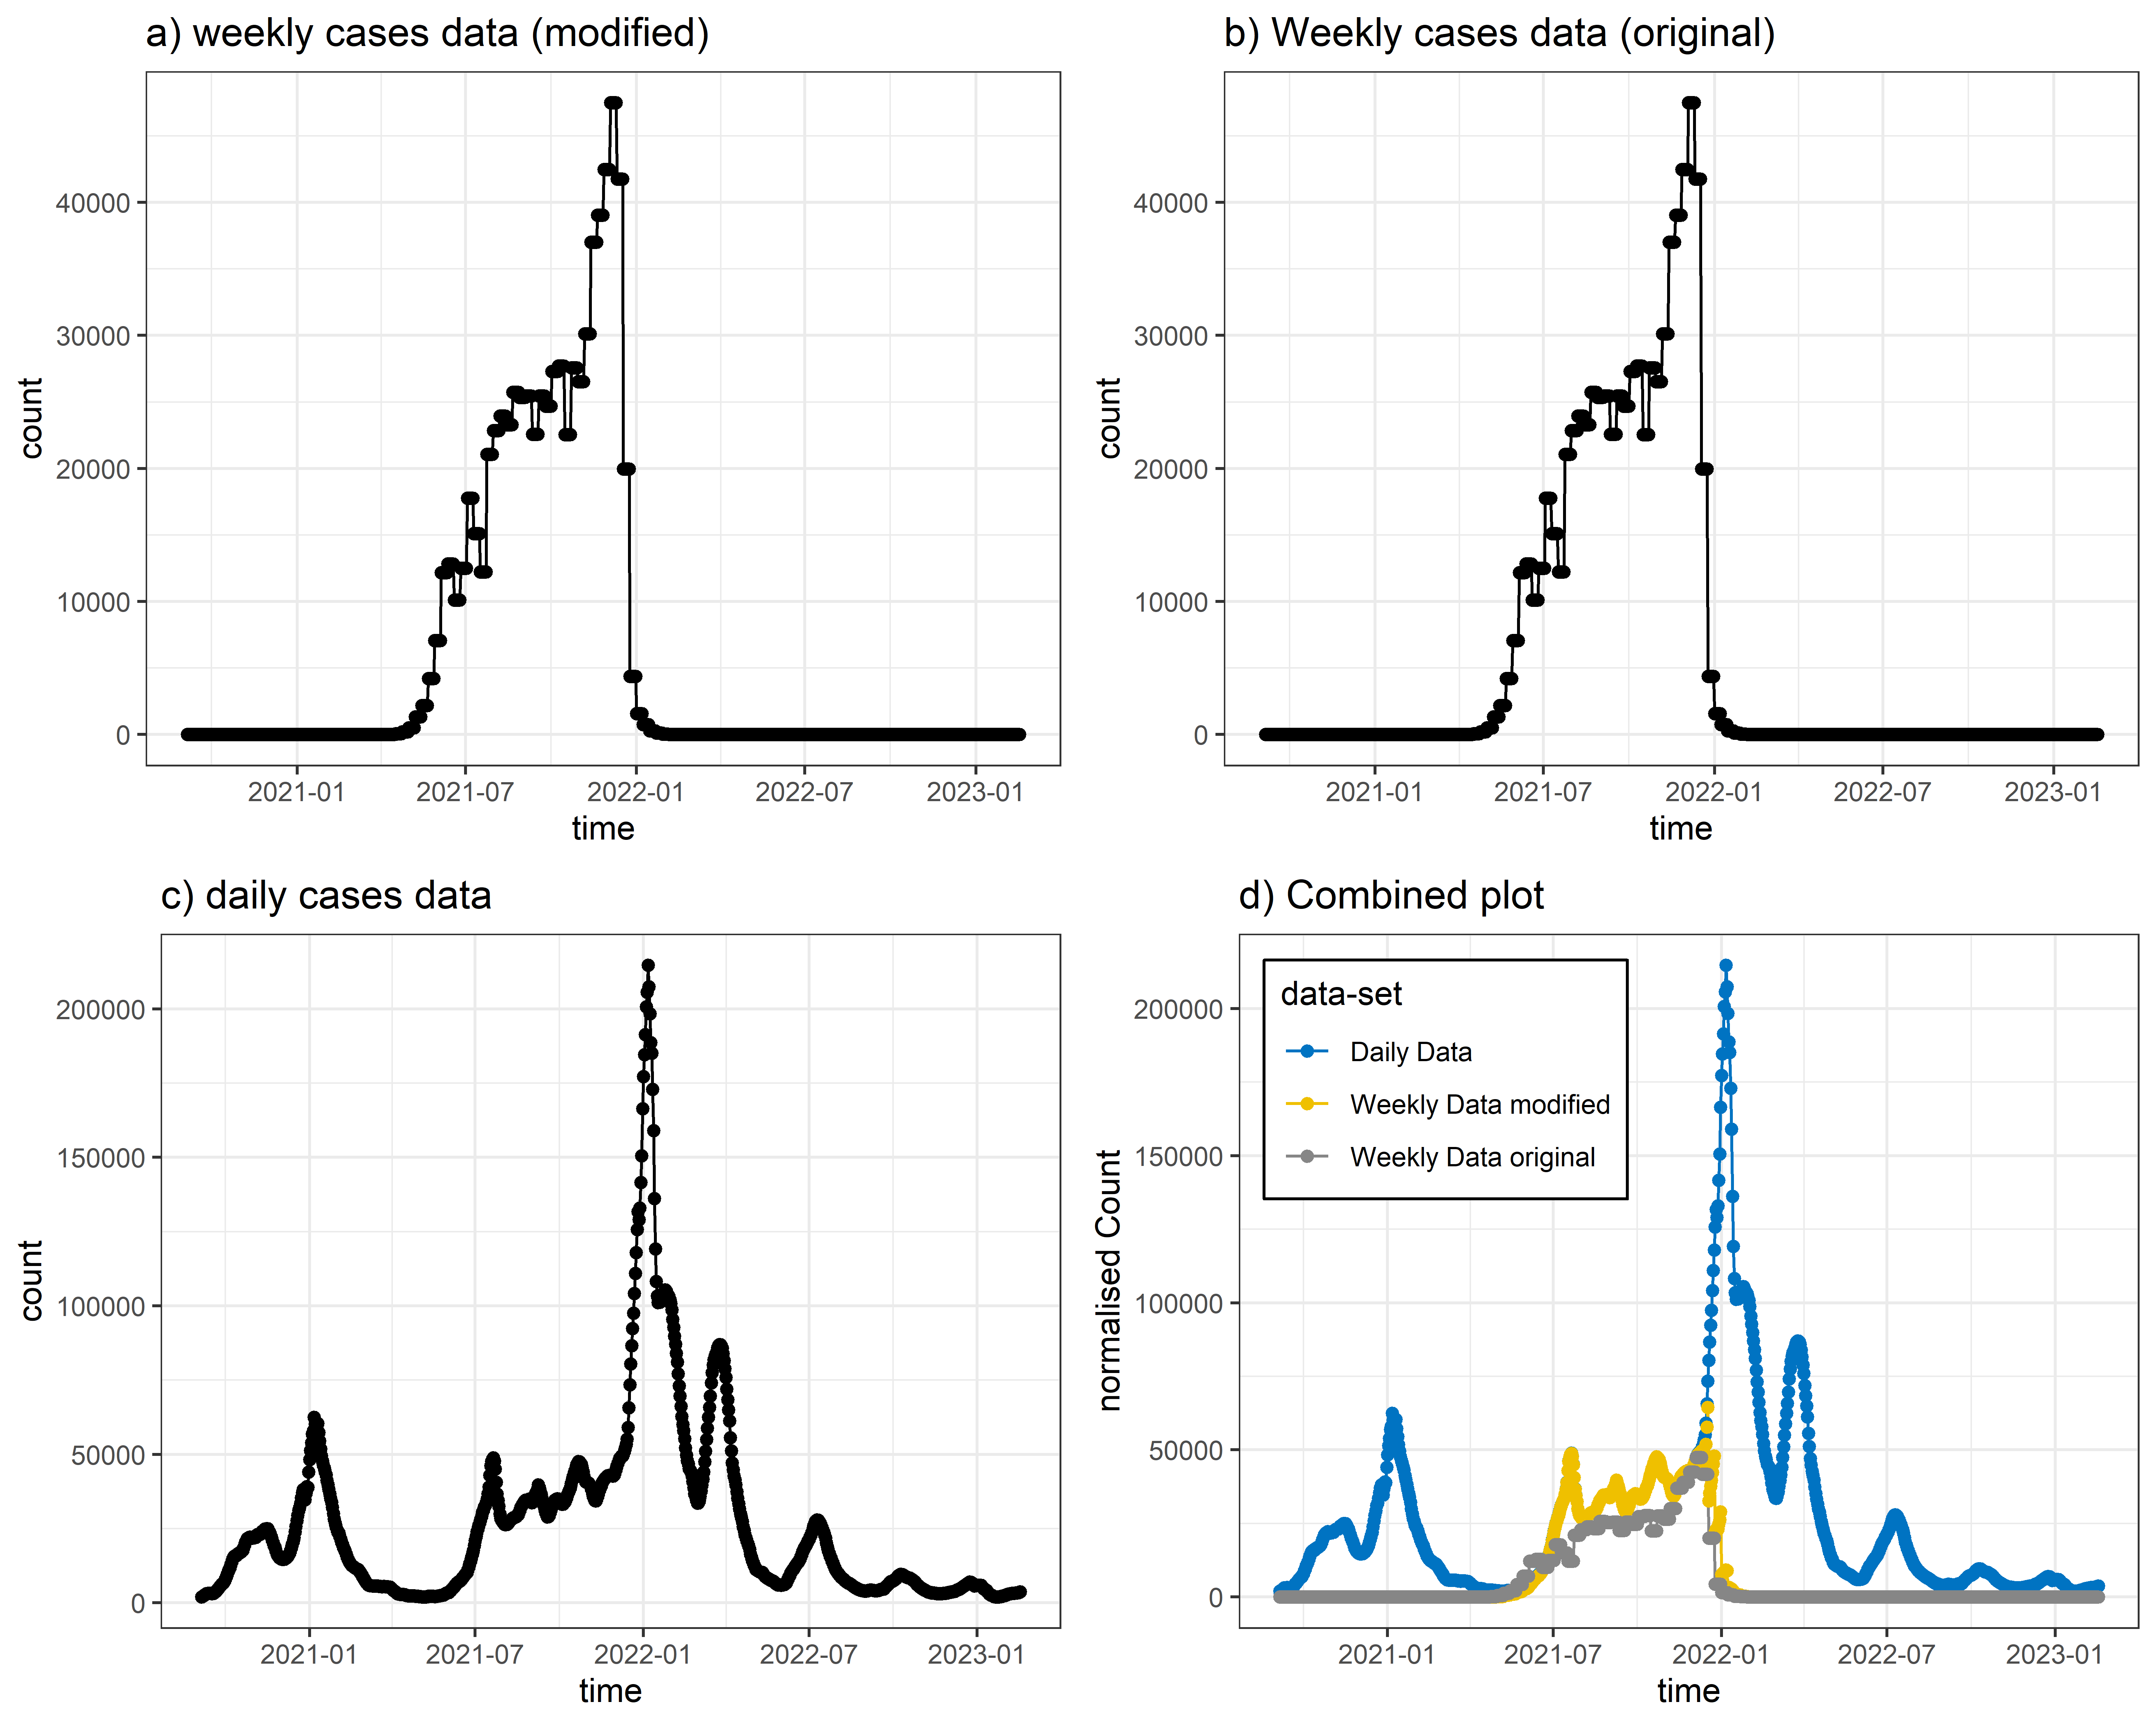 a) weekly cases data (modified)
count
40000
30000
20000
10000
0
2021-01 2021-07 2022-01 2022-07 2023-01
time
b) Weekly cases data (original)
count
40000
30000
20000
10000
0
2021-01 2021-07 2022-01 2022-07 2023-01
time
c) daily cases data
count
200000
150000
100000
50000
0
2021-01 2021-07 2022-01 2022-07 2023-01
time
d) Combined plot
normalised Count
200000
150000
100000
50000
0
data-set
Daily Data
Weekly Data modified
Weekly Data original
2021-01 2021-07 2022-01 2022-07 2023-01
time